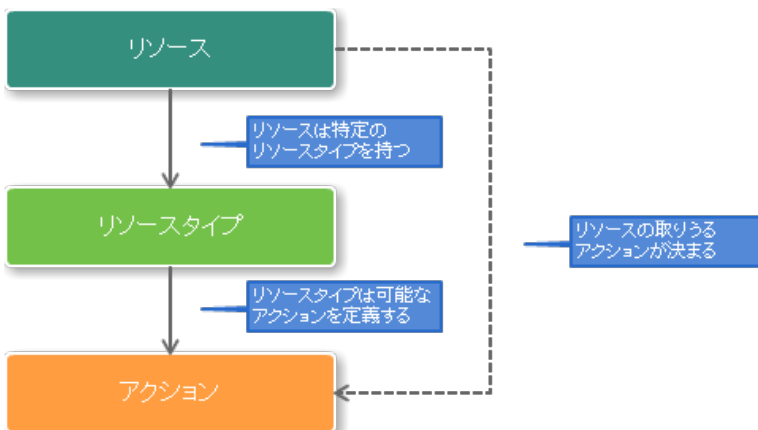 リソース
リソースは特定の
リソースタイプを持つ
リソースタイプ
リソースの取りうる
アクションが決まる
リソースタイプは可能な
アクションを定義する
アクション